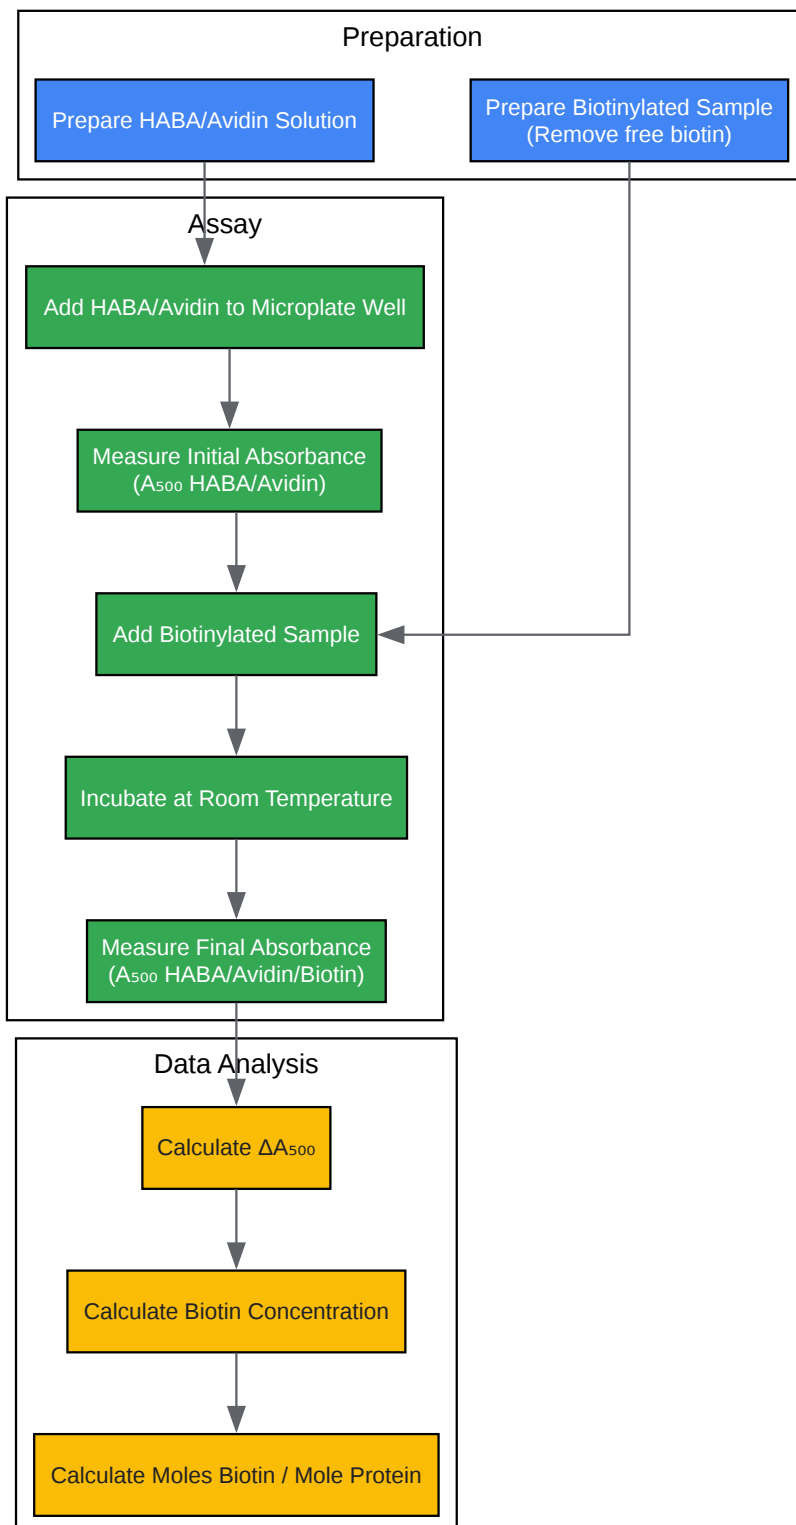 Preparation
Prepare HABA/Avidin Solution
Prepare Biotinylated Sample
(Remove free biotin)
Assay
Add HABA/Avidin to Microplate Well
Measure Initial Absorbance
(A₅₀₀ HABA/Avidin)
Add Biotinylated Sample
Incubate at Room Temperature
Measure Final Absorbance
(A₅₀₀ HABA/Avidin/Biotin)
Data Analysis
Calculate ΔA₅₀₀
Calculate Biotin Concentration
Calculate Moles Biotin / Mole Protein